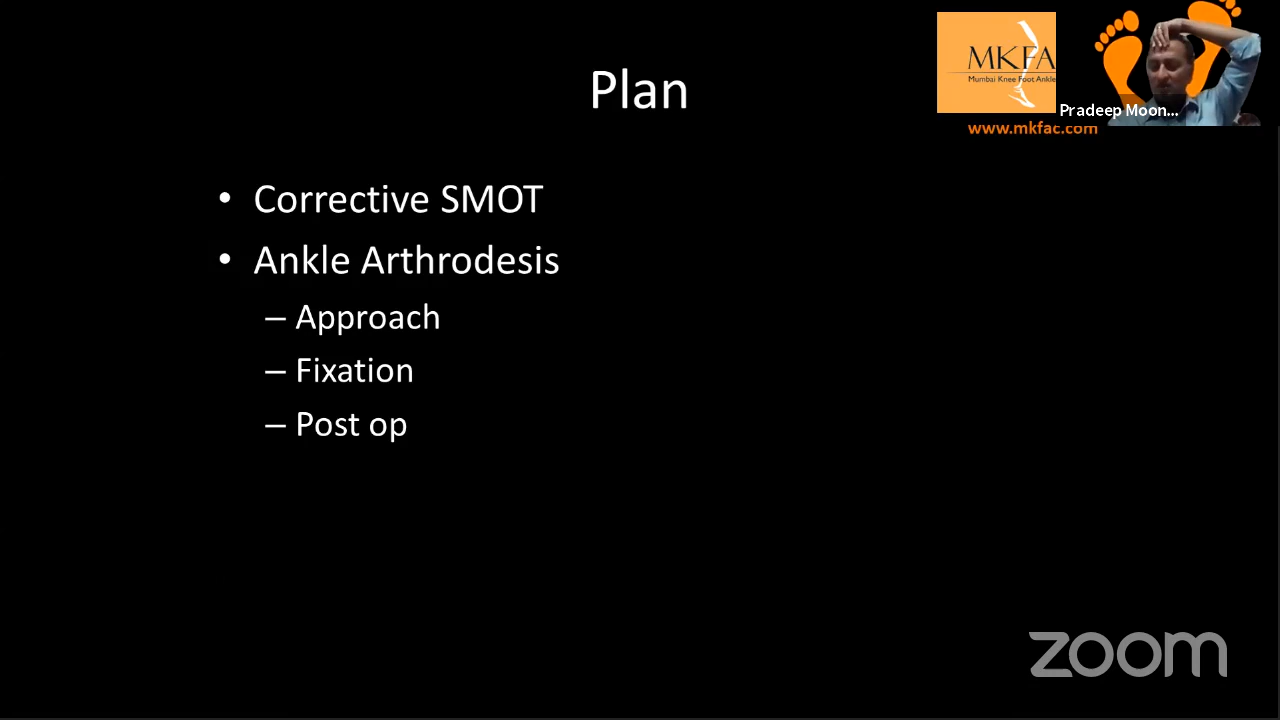 Plan
MKFA
Mumbai Knee Foot Ankle
Pradeep Moon...
www.mkfac.com
• Corrective SMOT
• Ankle Arthrodesis
– Approach
– Fixation
– Post op
zoom